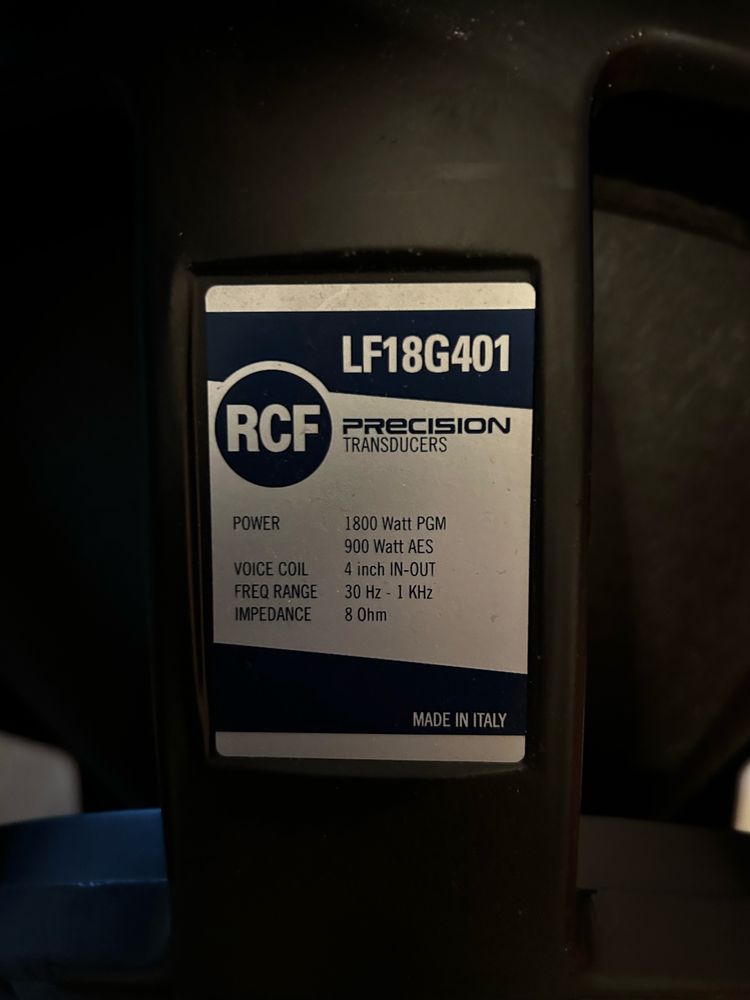 LF18G401
RCF
PRECISION
TRANSDUCERS
POWER 1800 Watt PGM
900 Watt AES
VOICE COIL 4 inch IN-OUT
FREQ RANGE 30 Hz - 1 KHz
IMPEDANCE 8 Ohm
MADE IN ITALY